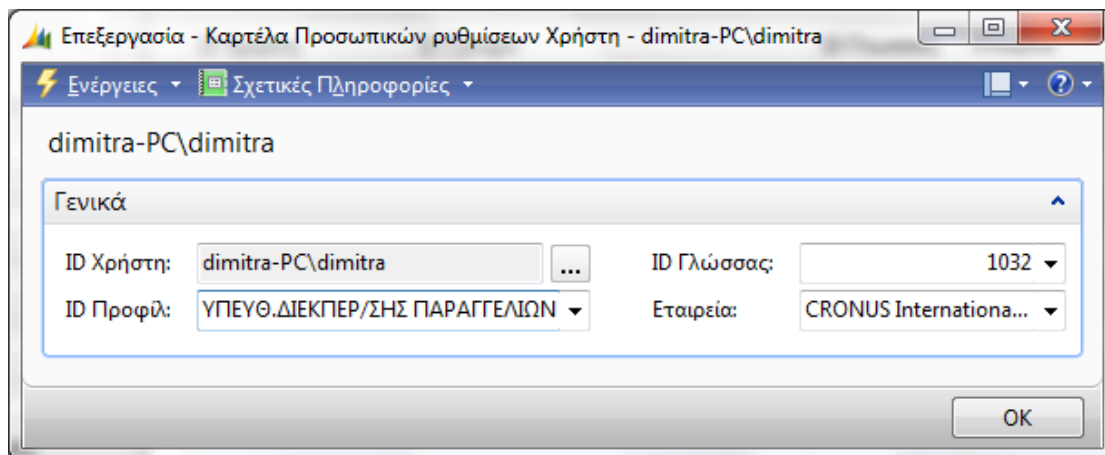 Επεξεργασία - Καρτέλα Προσωπικών ρυθμίσεων Χρήστη - dimitra-PC\dimitra
Ενέργειες Σχετικές Πληροφορίες
dimitra-PC\dimitra
Γενικά
ID Χρήστη: dimitra-PC\dimitra ... ID Γλώσσας: 1032
ID Προφίλ: ΥΠΕΥΘ.ΔΙΕΚΠΕΡ/ΣΗΣ ΠΑΡΑΓΓΕΛΙΩΝ Εταιρεία: CRONUS Internationa...
OK